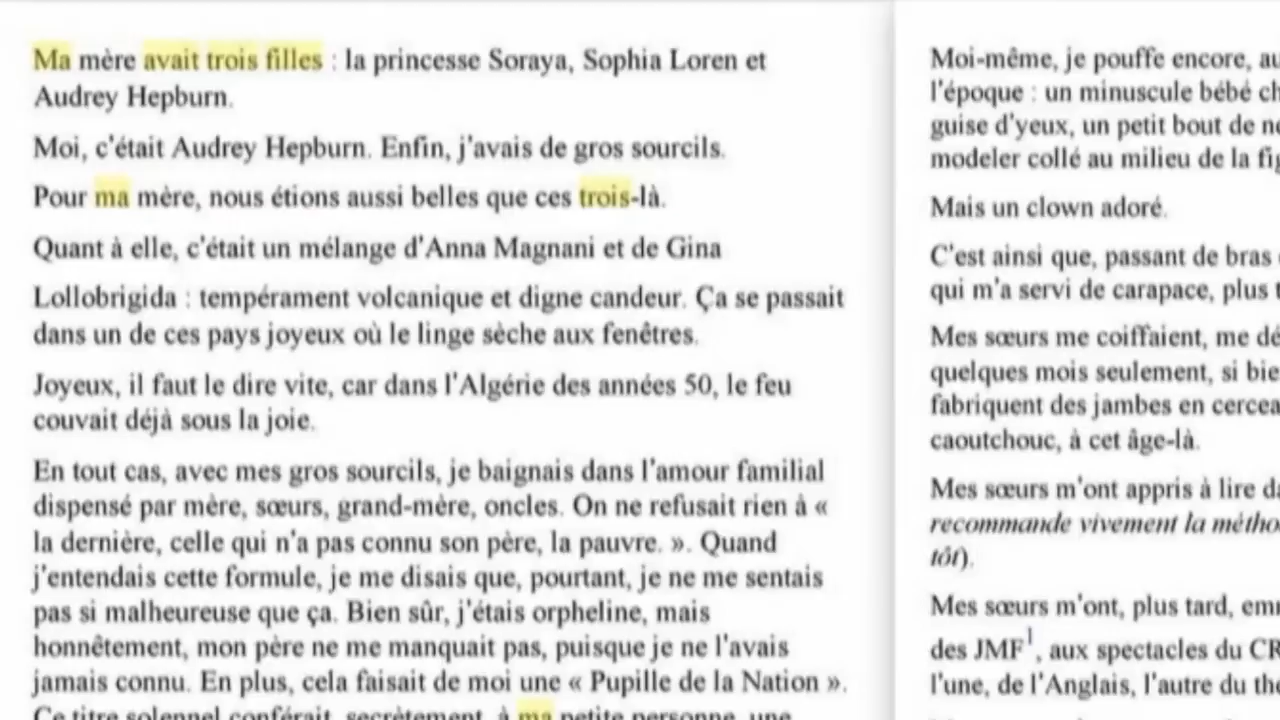 Ma mère avait trois filles : la princesse Soraya, Sophia Loren et
Audrey Hepburn.
Moi, c'était Audrey Hepburn. Enfin, j'avais de gros sourcils.
Pour ma mère, nous étions aussi belles que ces trois-là.
Quant à elle, c'était un mélange d'Anna Magnani et de Gina
Lollobrigida : tempérament volcanique et digne candeur. Ça se passait
dans un de ces pays joyeux où le linge sèche aux fenêtres.
Joyeux, il faut le dire vite, car dans l'Algérie des années 50, le feu
couvait déjà sous la joie.
En tout cas, avec mes gros sourcils, je baignais dans l'amour familial
dispensé par mère, sœurs, grand-mère, oncles. On ne refusait rien à «
la dernière, celle qui n'a pas connu son père, la pauvre. ». Quand
j'entendais cette formule, je me disais que, pourtant, je ne me sentais
pas si malheureuse que ça. Bien sûr, j'étais orpheline, mais
honnêtement, mon père ne me manquait pas, puisque je ne l'avais
jamais connu. En plus, cela faisait de moi une « Pupille de la Nation ».
Ce titre solennel conférait, secrètement, à ma petite personne, une
Moi-même, je pouffe encore,
l'époque : un minuscule bébé
guise d'yeux, un petit bout de
modeler collé au milieu de la
Mais un clown adoré.
C'est ainsi que, passant de bras
qui m'a servi de carapace, plus
Mes sœurs me coiffaient, me
quelques mois seulement, si
fabriquent des jambes en
caoutchouc, à cet âge-là.
Mes sœurs m'ont appris à lire
recommande vivement la
tôt).
Mes sœurs m'ont, plus tard,
des JMF1, aux spectacles du
l'une, de l'Anglais, l'autre du